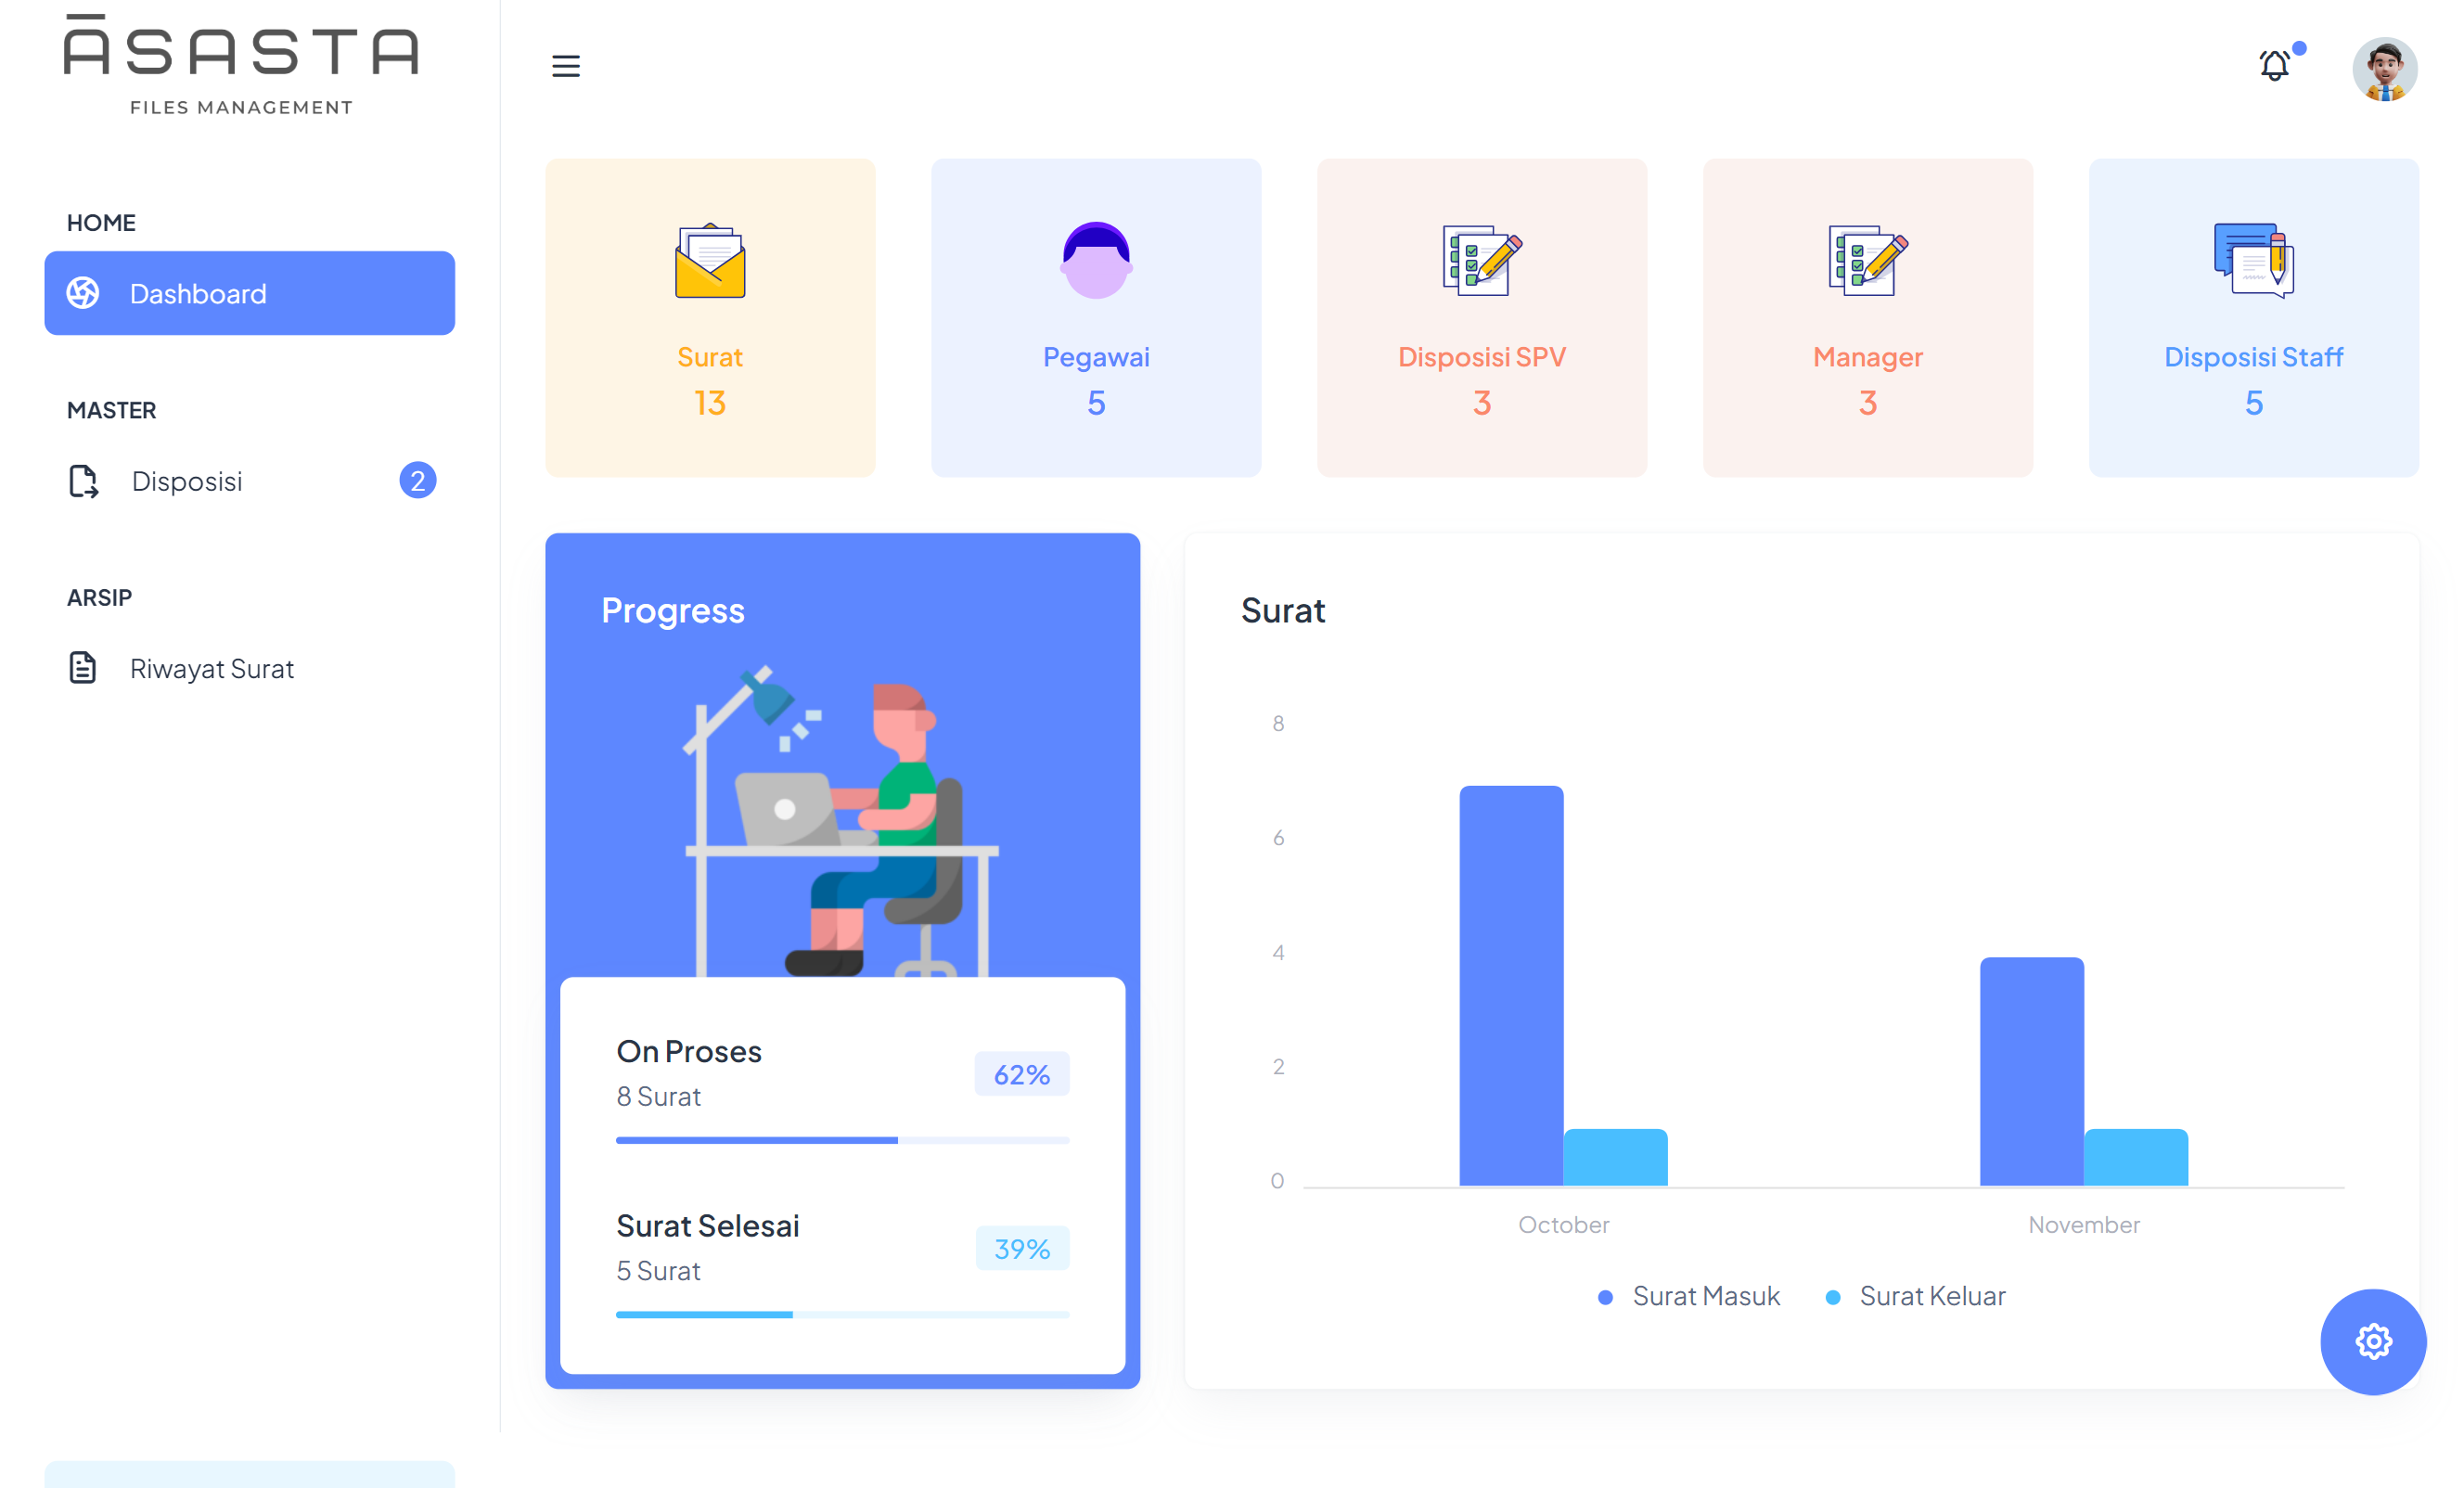 ĀSASTA
FILES MANAGEMENT
HOME
Dashboard
MASTER
Disposisi 2
ARSIP
Riwayat Surat
Surat
13
Pegawai
5
Disposisi SPV
3
Manager
3
Disposisi Staff
5
Progress
On Proses
8 Surat
62%
Surat Selesai
5 Surat
39%
Surat
8
6
4
2
0
October
November
Surat Masuk
Surat Keluar